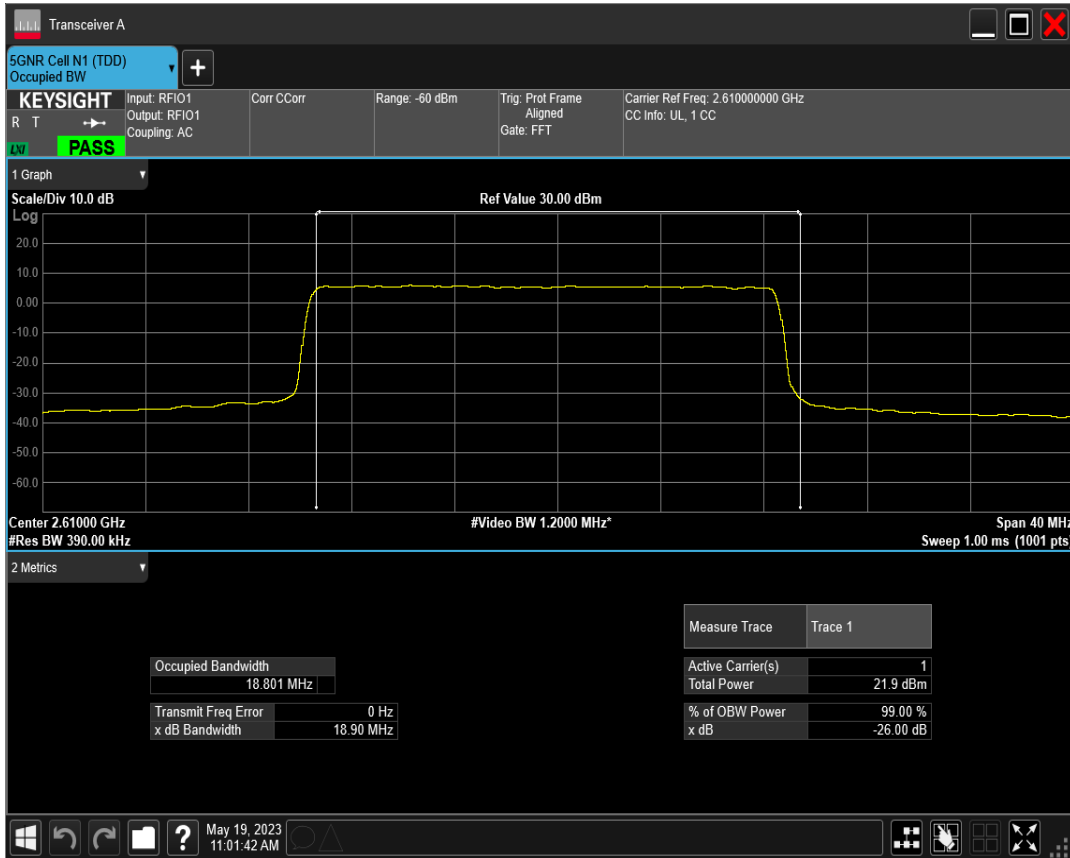 Transceiver A
5GNR Cell N1 (TDD)
Occupied BW
+
KEYSIGHT
R T
LXI
PASS
Input: RFIO1
Output: RFIO1
Coupling: AC
Corr CCorr
Range: -60 dBm
Trig: Prot Frame
Aligned
Gate: FFT
Carrier Ref Freq: 2.610000000 GHz
CC Info: UL, 1 CC
1 Graph
Scale/Div 10.0 dB
Ref Value 30.00 dBm
Log
20.0
10.0
0.00
-10.0
-20.0
-30.0
-40.0
-50.0
-60.0
Center 2.61000 GHz
#Video BW 1.2000 MHz*
Span 40 MHz
#Res BW 390.00 kHz
Sweep 1.00 ms (1001 pts)
2 Metrics
Measure Trace Trace 1
Occupied Bandwidth
18.801 MHz
Active Carrier(s) 1
Total Power 21.9 dBm
Transmit Freq Error 0 Hz
x dB Bandwidth 18.90 MHz
% of OBW Power 99.00 %
x dB -26.00 dB
?
May 19, 2023
11:01:42 AM